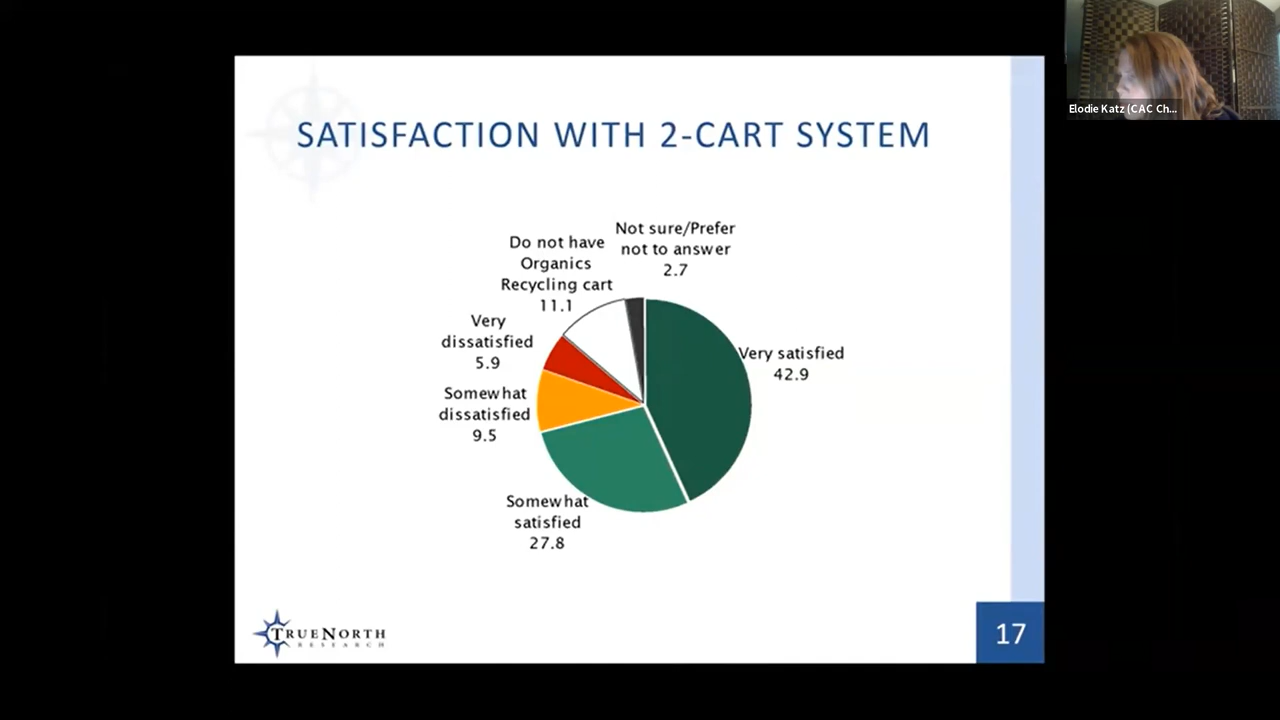 Elodie Katz (CAC Ch...
SATISFACTION WITH 2-CART SYSTEM
Not sure/Prefer
not to answer
2.7
Do not have
Organics
Recycling cart
11.1
Very
dissatisfied
5.9
Very satisfied
42.9
Somewhat
dissatisfied
9.5
Somewhat
satisfied
27.8
TRUENORTH
RESEARCH
17